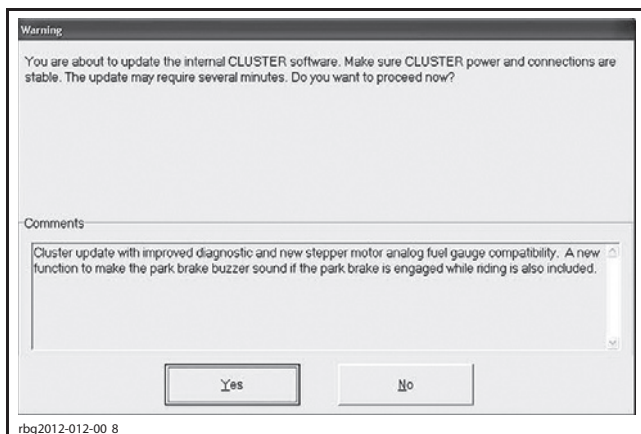 Warning
You are about to update the internal CLUSTER software. Make sure CLUSTER power and connections are
stable. The update may require several minutes. Do you want to proceed now?
Comments
Cluster update with improved diagnostic and new stepper motor analog fuel gauge compatibility. A new
function to make the park brake buzzer sound if the park brake is engaged while riding is also included.
Yes
No
rbg2012-012-00_8